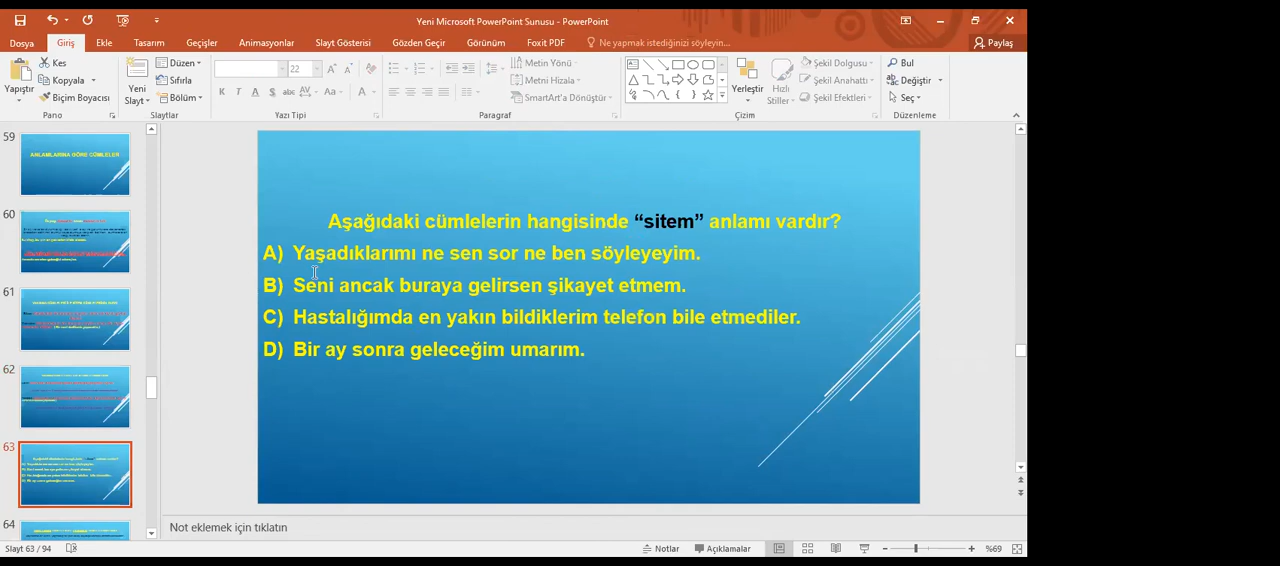 Yeni Microsoft PowerPoint Sunusu - PowerPoint
Dosya Giriş Ekle Tasarım Geçişler Animasyonlar Slayt Gösterisi Gözden Geçir Görünüm Foxit PDF Ne yapmak istediğinizi söyleyin... Paylaş
Yapıştır
Kes
Kopyala
Biçim Boyacısı
Pano
Yeni Slayt
Düzen
Sıfırla
Bölüm
Slaytlar
22
K T A S abc AV Aa A
Yazı Tipi
Metin Yönü
Metni Hizala
SmartArt'a Dönüştür
Paragraf
Yerleştir
Hızlı Stiller
Şekil Dolgusu
Şekil Anahattı
Şekil Efektleri
Çizim
Bul
Değiştir
Seç
Düzenleme
59
ANLAMLARINA GÖRE CÜMLELER
60
61
62
63
64
Aşağıdaki cümlelerin hangisinde “sitem” anlamı vardır?
A) Yaşadıklarımı ne sen sor ne ben söyleyeyim.
B) Seni ancak buraya gelirsen şikayet etmem.
C) Hastalığımda en yakın bildiklerim telefon bile etmediler.
D) Bir ay sonra geleceğim umarım.
Not eklemek için tıklatın
Slayt 63 / 94 Notlar Açıklamalar %69